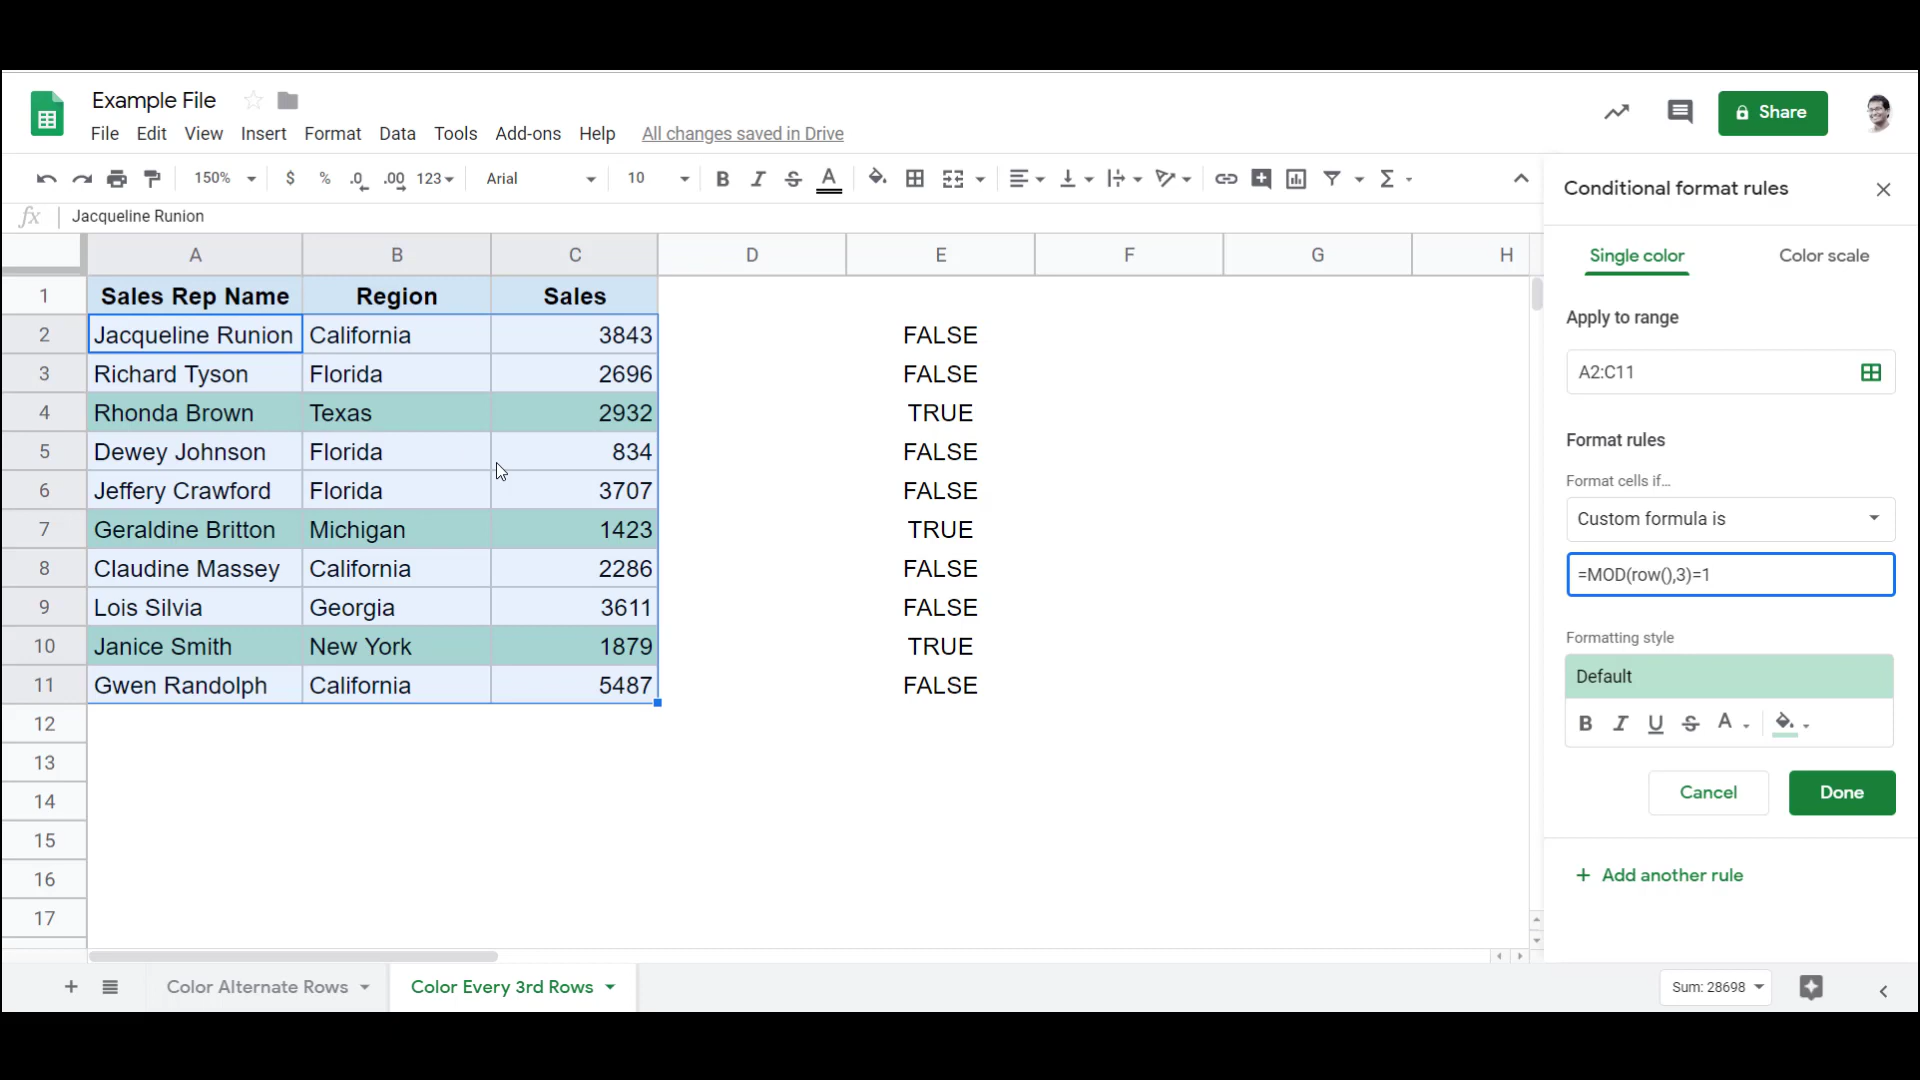 Example File
File Edit View Insert Format Data Tools Add-ons Help All changes saved in Drive
Share
150% $ % .0 .00 123 Arial 10 B I S A Σ
fx Jacqueline Runion
A B C D E F G H
1 Sales Rep Name Region Sales
2 Jacqueline Runion California 3843 FALSE
3 Richard Tyson Florida 2696 FALSE
4 Rhonda Brown Texas 2932 TRUE
5 Dewey Johnson Florida 834 FALSE
6 Jeffery Crawford Florida 3707 FALSE
7 Geraldine Britton Michigan 1423 TRUE
8 Claudine Massey California 2286 FALSE
9 Lois Silvia Georgia 3611 FALSE
10 Janice Smith New York 1879 TRUE
11 Gwen Randolph California 5487 FALSE
12
13
14
15
16
17
Color Alternate Rows Color Every 3rd Rows Sum: 28698
Conditional format rules
Single color Color scale
Apply to range
A2:C11
Format rules
Format cells if…
Custom formula is
=MOD(row(),3)=1
Formatting style
Default
B I U S A
Cancel Done
+ Add another rule